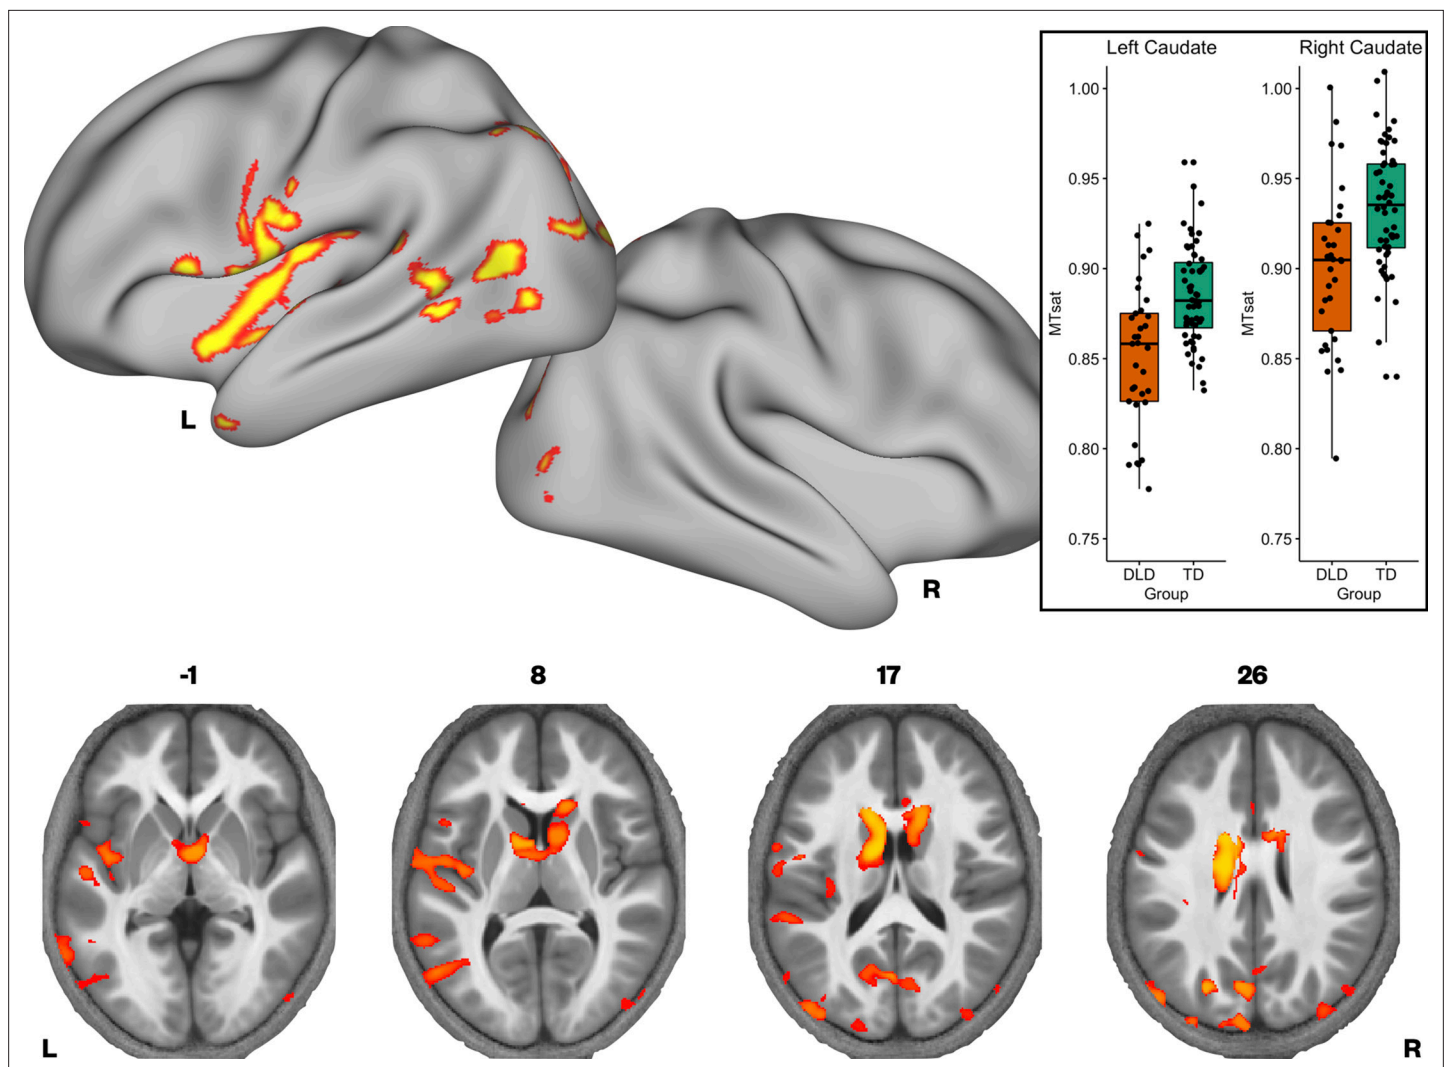 Left Caudate
Right Caudate
1.00
0.95
0.90
0.85
0.80
0.75
MTsat
DLD TD
Group
1.00
0.95
0.90
0.85
0.80
0.75
MTsat
DLD TD
Group
L
R
-1 8 17 26
L R